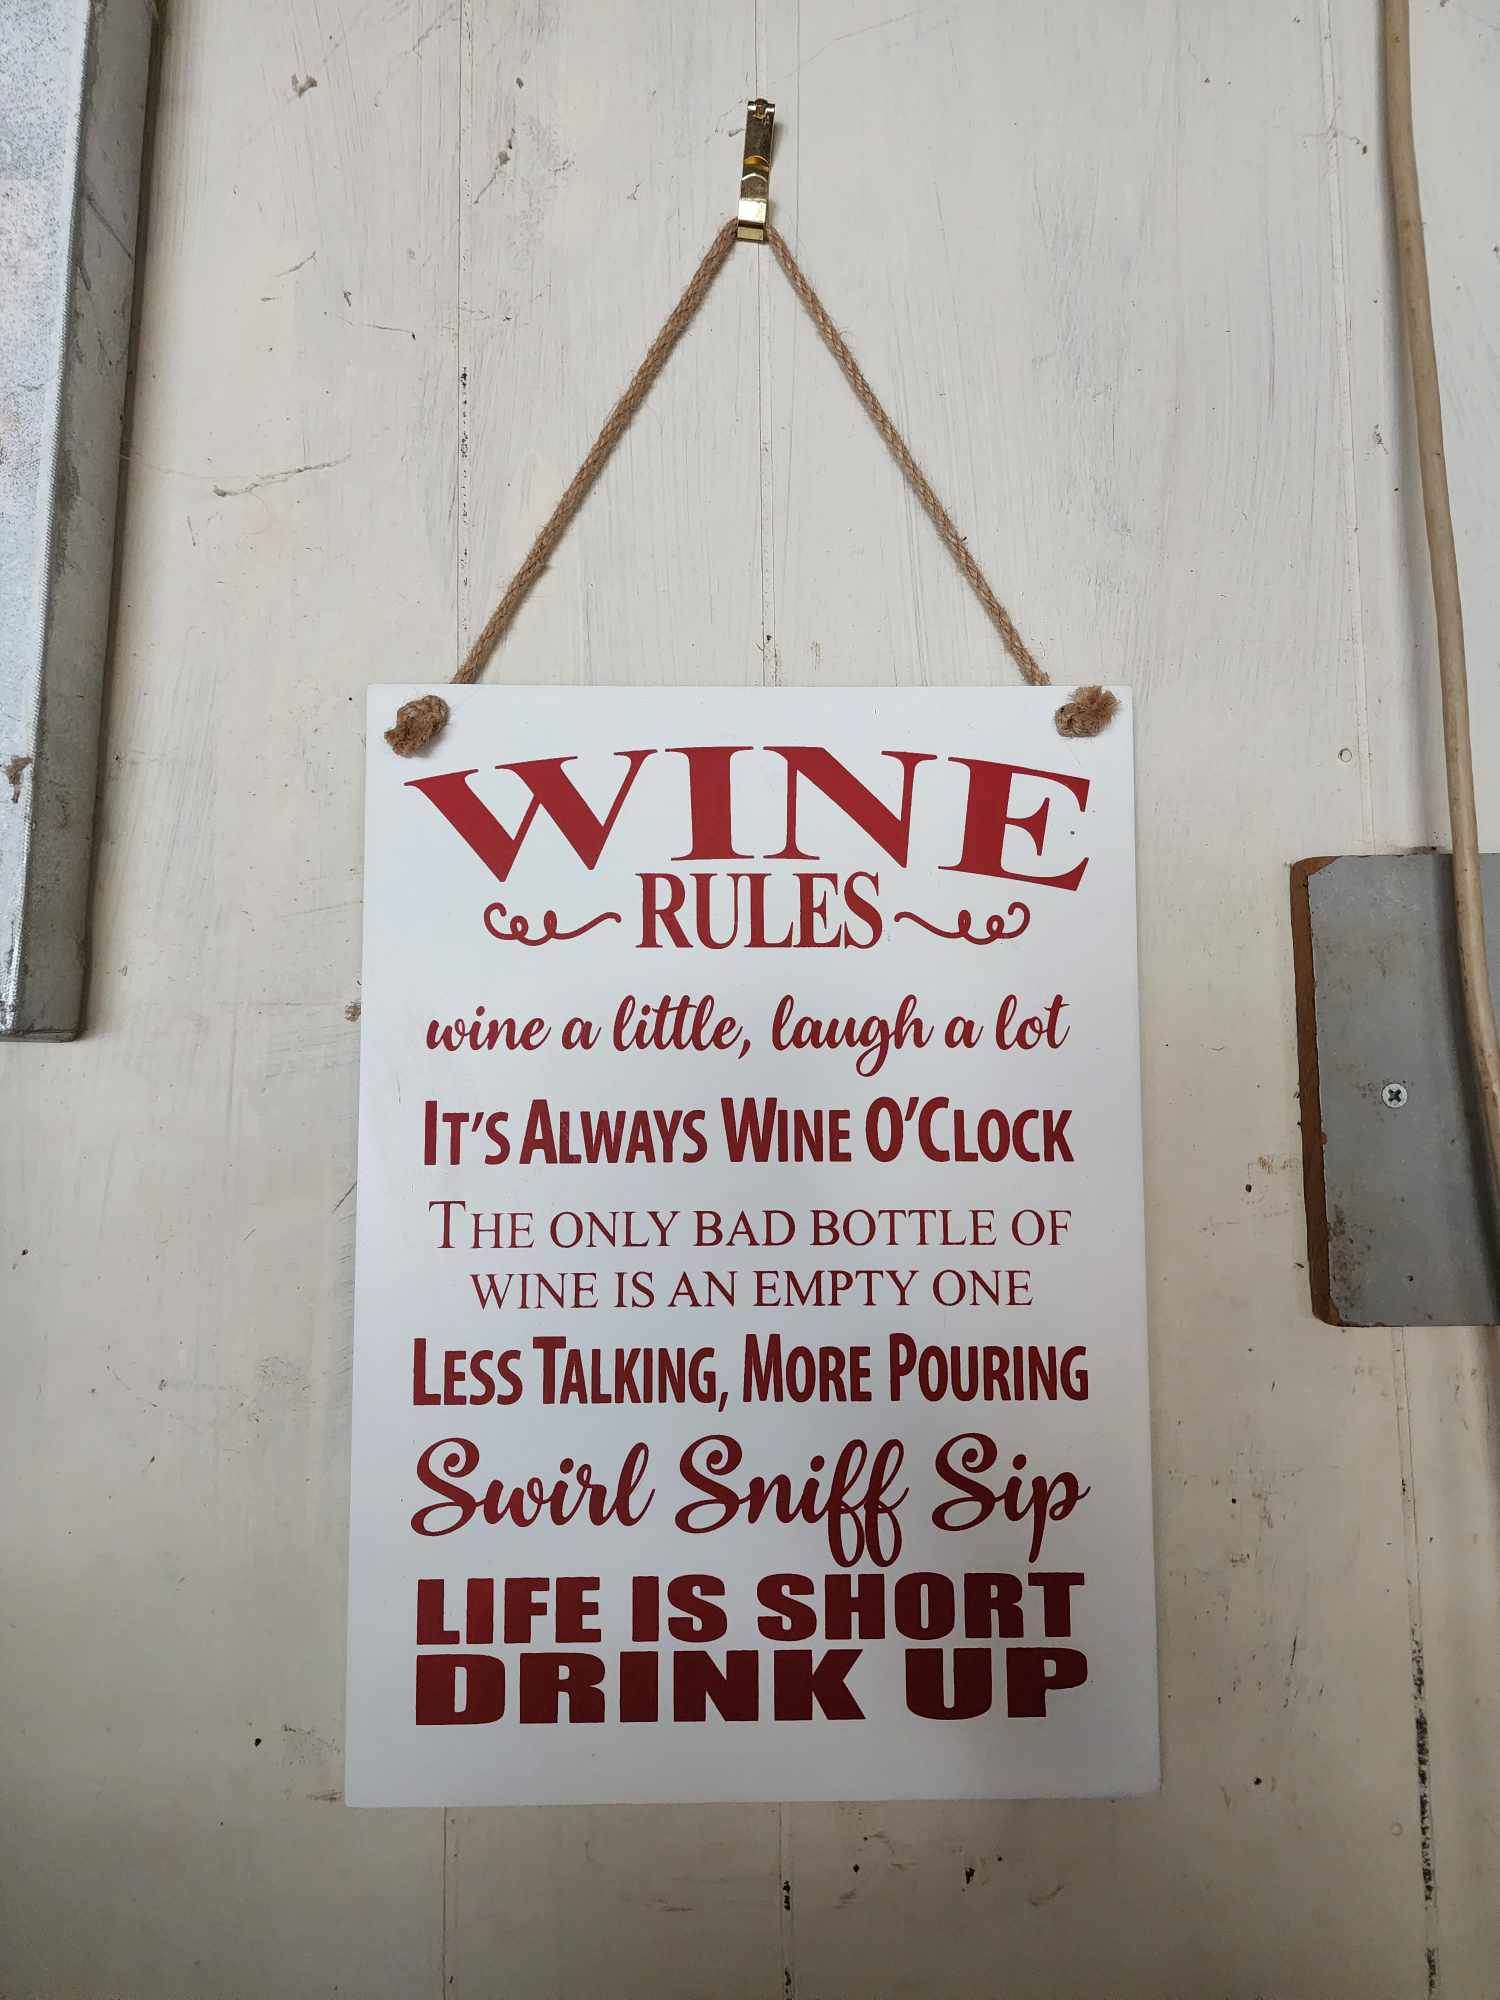 WINE
RULES
wine a little, laugh a lot
IT'S ALWAYS WINE O'CLOCK
THE ONLY BAD BOTTLE OF
WINE IS AN EMPTY ONE
LESS TALKING, MORE POURING
Swirl Sniff Sip
LIFE IS SHORT
DRINK UP